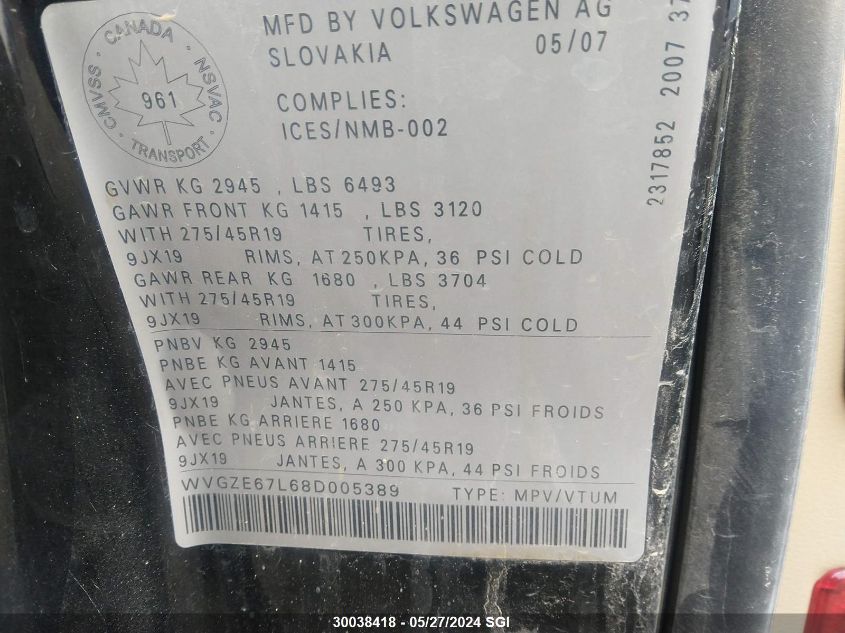 CANADA
CMVSS
NSVAC
961
TRANSPORT
MFD BY VOLKSWAGEN AG
SLOVAKIA 05/07
COMPLIES:
ICES/NMB-002
GVWR KG 2945 , LBS 6493
GAWR FRONT KG 1415 , LBS 3120
WITH 275/45R19 TIRES,
9JX19 RIMS, AT 250KPA, 36 PSI COLD
GAWR REAR KG 1680 , LBS 3704
WITH 275/45R19 TIRES,
9JX19 RIMS, AT 300KPA, 44 PSI COLD
PNBV KG 2945
PNBE KG AVANT 1415
AVEC PNEUS AVANT 275/45R19
9JX19 JANTES, A 250 KPA, 36 PSI FROIDS
PNBE KG ARRIERE 1680
AVEC PNEUS ARRIERE 275/45R19
9JX19 JANTES, A 300 KPA, 44 PSI FROIDS
WVGZE67L68D005389 TYPE: MPV/VTUM
2317852 2007 37
30038418 - 05/27/2024 SGI